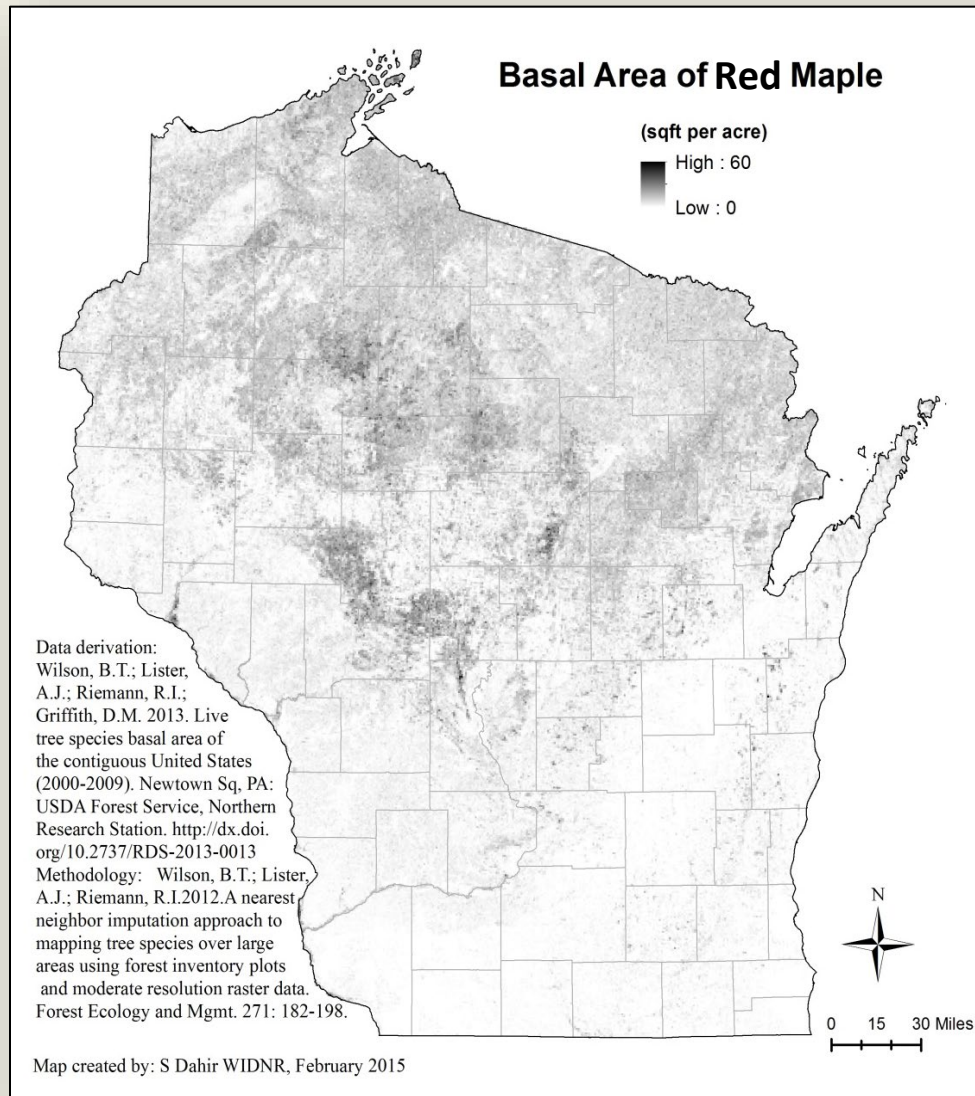 Basal Area of Red Maple
(sqft per acre)
High : 60
Low : 0
Data derivation:
Wilson, B.T.; Lister,
A.J.; Riemann, R.I.;
Griffith, D.M. 2013. Live
tree species basal area of
the contiguous United States
(2000-2009). Newtown Sq, PA:
USDA Forest Service, Northern
Research Station. http://dx.doi.
org/10.2737/RDS-2013-0013
Methodology: Wilson, B.T.; Lister,
A.J.; Riemann, R.I.2012.A nearest
neighbor imputation approach to
mapping tree species over large
areas using forest inventory plots
and moderate resolution raster data.
Forest Ecology and Mgmt. 271: 182-198.
N
0 15 30 Miles
Map created by: S Dahir WIDNR, February 2015